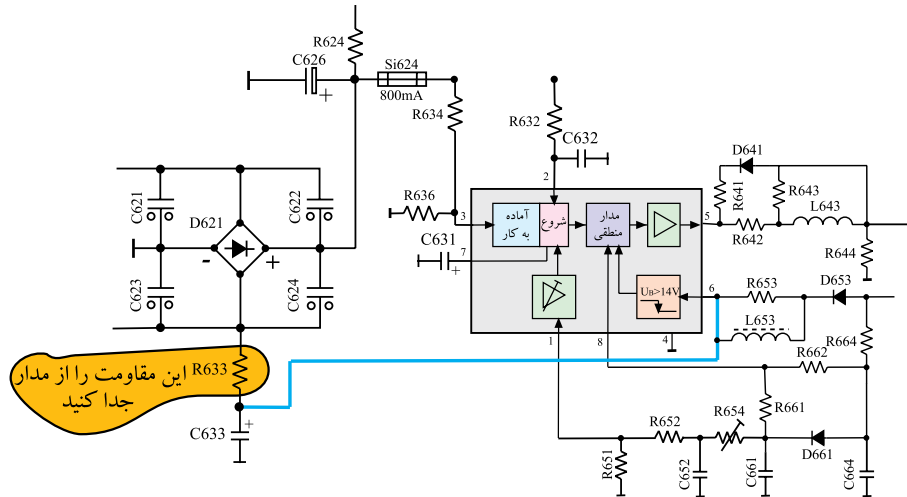 R624
C626
Si624
800mA
R634
R632
C632
2
D641
R641
R643
L643
R642
R644
5
C621
C622
D621
-
+
C623
C624
R636
3
C631
+
7
آماده
به کار
شروع
مدار
منطقی
U_B>14V
6
1
8
4
R653
D653
L653
R664
R662
R661
این مقاومت را از مدار
جدا کنید
R633
+
C633
R652
R654
R651
C652
C661
D661
C664
+